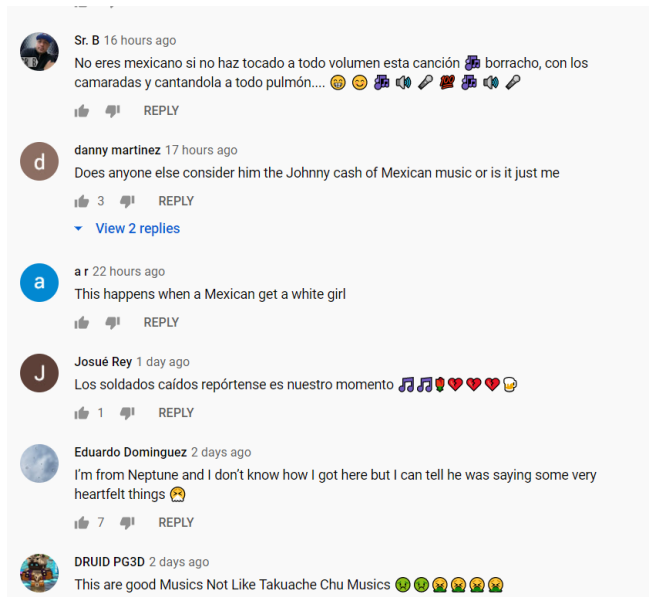 Sr. B 16 hours ago
No eres mexicano si no haz tocado a todo volumen esta canción 🎶 borracho, con los
camaradas y cantandola a todo pulmón.... 😁 😊 🎶 🔊 🎤 💯 🎶 🔊 🎤
REPLY
danny martinez 17 hours ago
Does anyone else consider him the Johnny cash of Mexican music or is it just me
3 REPLY
View 2 replies
a r 22 hours ago
This happens when a Mexican get a white girl
REPLY
Josué Rey 1 day ago
Los soldados caídos repórtense es nuestro momento 🎵🎵🌹💔💔💔🍺
1 REPLY
Eduardo Dominguez 2 days ago
I'm from Neptune and I don't know how I got here but I can tell he was saying some very
heartfelt things 😢
7 REPLY
DRUID PG3D 2 days ago
This are good Musics Not Like Takuache Chu Musics 🤢🤢🤮🤮🤮🤮